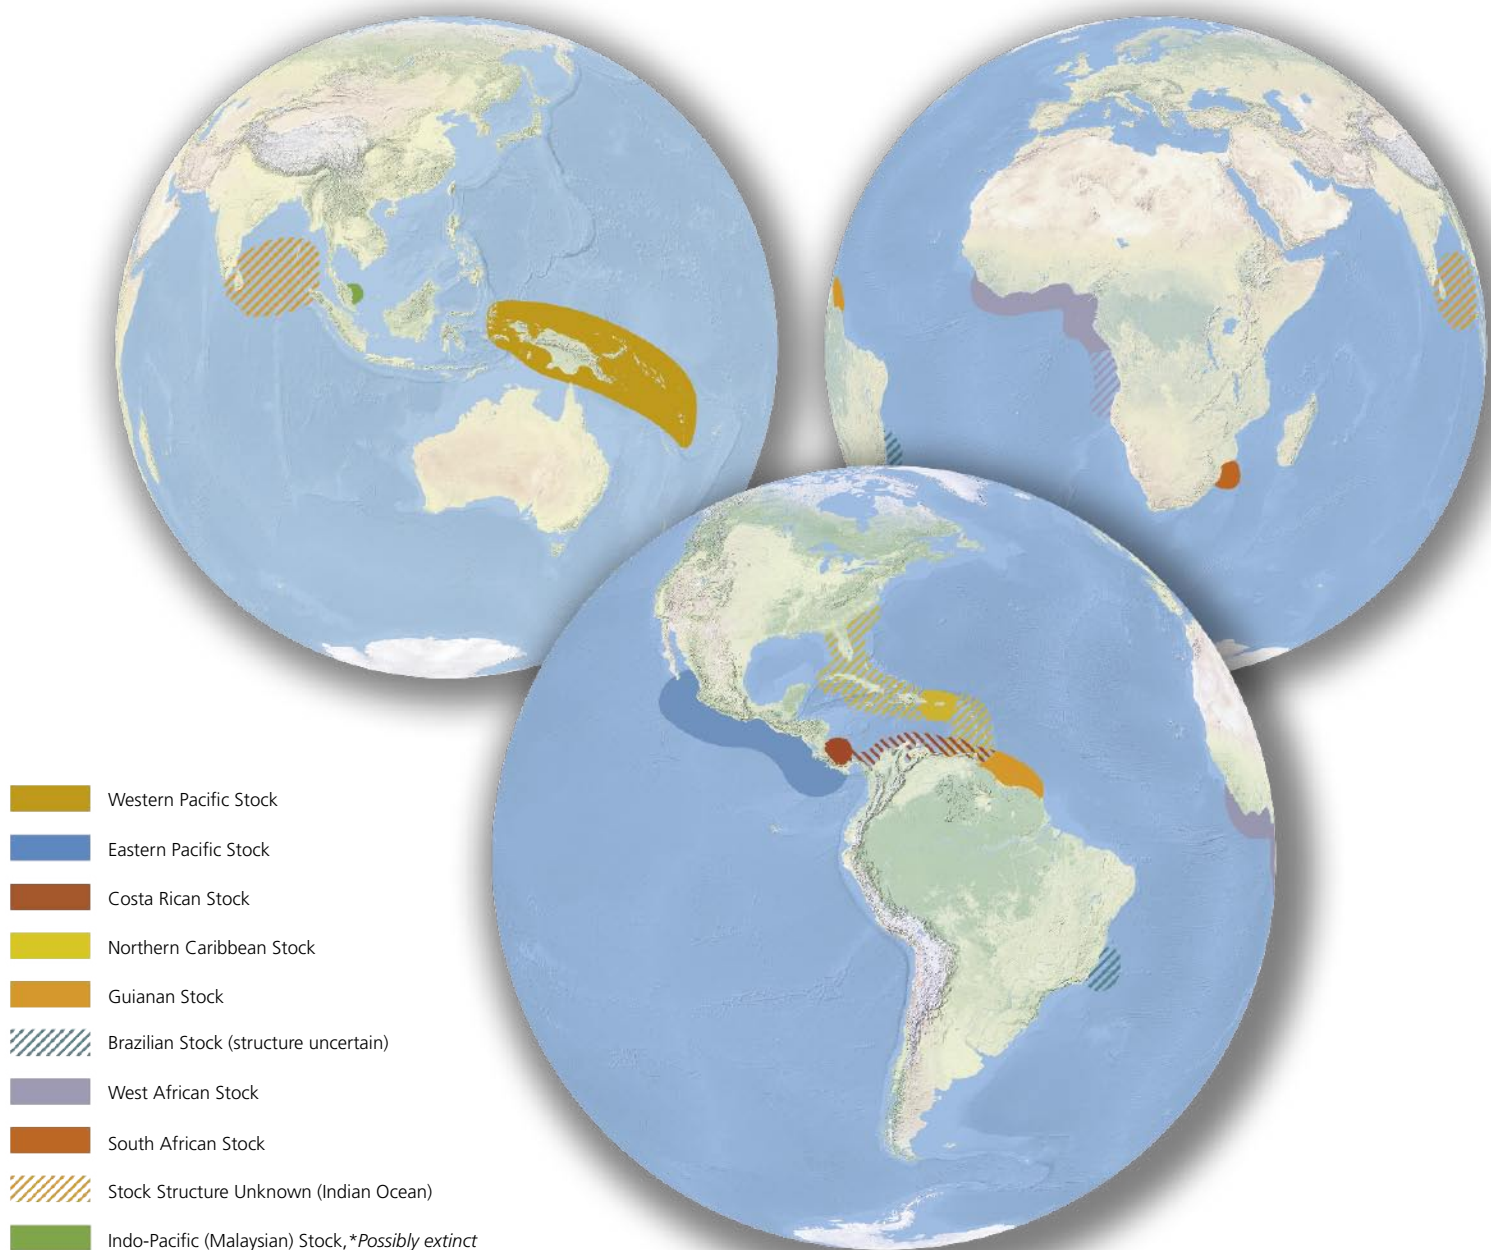 Western Pacific Stock
Eastern Pacific Stock
Costa Rican Stock
Northern Caribbean Stock
Guianan Stock
Brazilian Stock (structure uncertain)
West African Stock
South African Stock
Stock Structure Unknown (Indian Ocean)
Indo-Pacific (Malaysian) Stock,*Possibly extinct